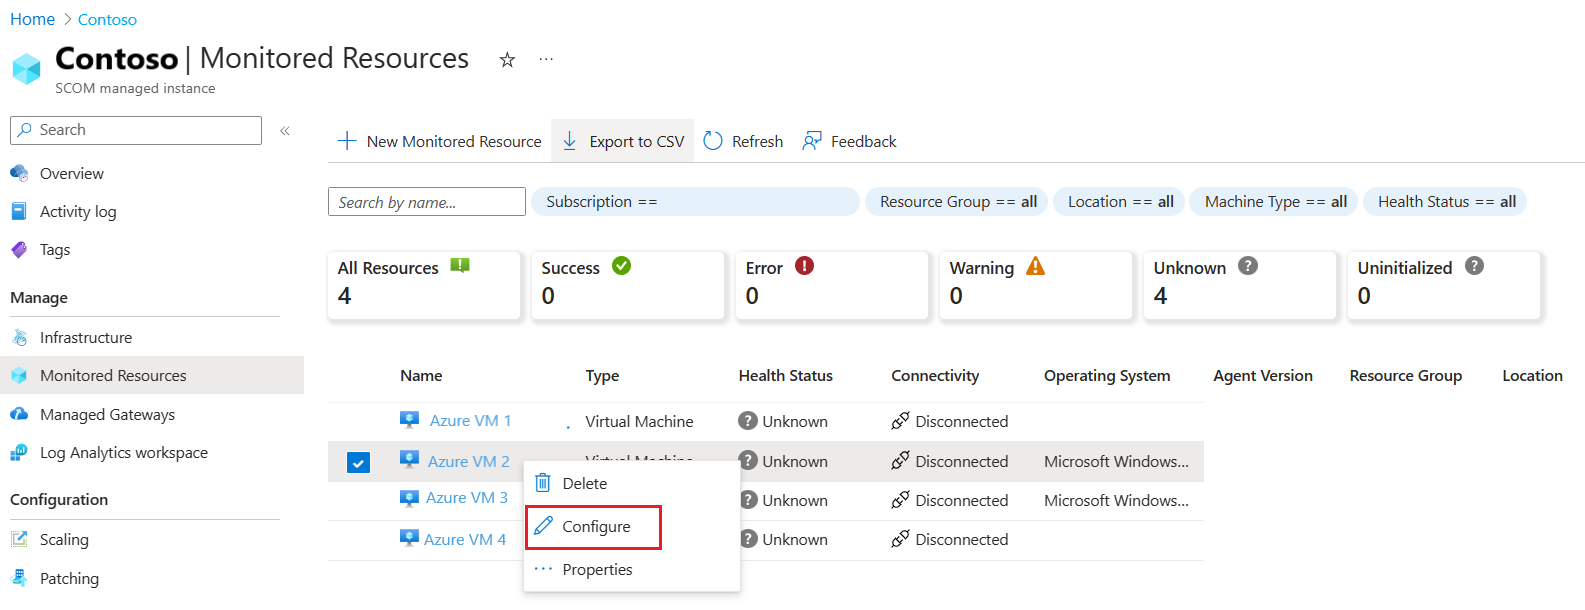 Home > Contoso
Contoso | Monitored Resources ☆ ...
SCOM managed instance
Search «
Overview
Activity log
Tags
Manage
Infrastructure
Monitored Resources
Managed Gateways
Log Analytics workspace
Configuration
Scaling
Patching
+ New Monitored Resource Export to CSV Refresh Feedback
Search by name... Subscription == Resource Group == all Location == all Machine Type == all Health Status == all
All Resources Success Error Warning Unknown Uninitialized
4 0 0 0 4 0
Name Type Health Status Connectivity Operating System Agent Version Resource Group Location
Azure VM 1 . Virtual Machine Unknown Disconnected
Azure VM 2 Virtual Machine Unknown Disconnected Microsoft Windows...
Azure VM 3 Unknown Disconnected Microsoft Windows...
Azure VM 4 Unknown Disconnected
Delete
Configure
Properties